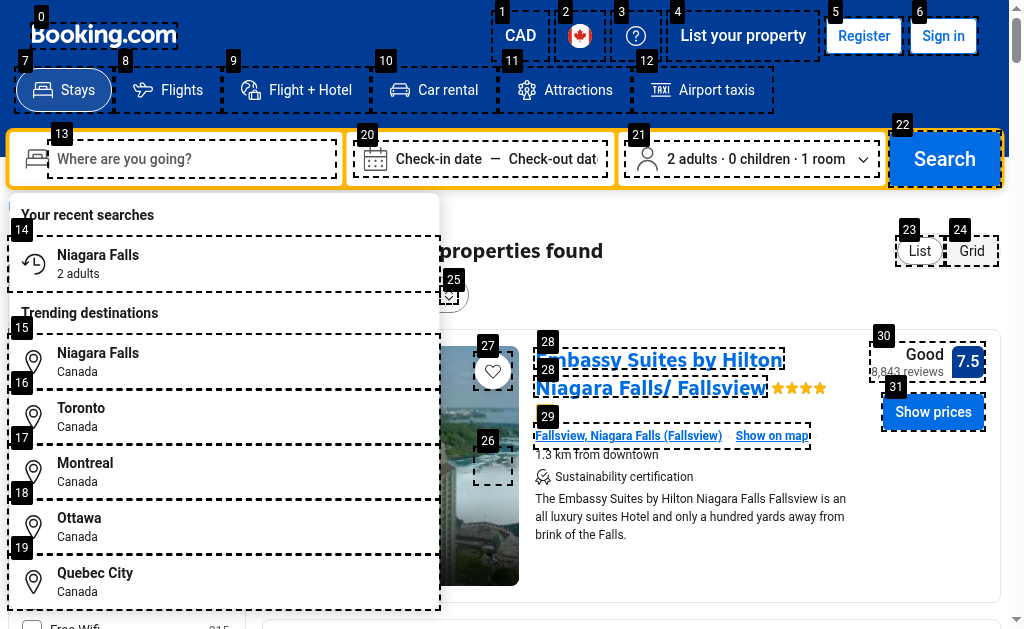 0
Booking.com
1
CAD
2
3
4
List your property
5
Register
6
Sign in
7
Stays
8
Flights
9
Flight + Hotel
10
Car rental
11
Attractions
12
Airport taxis
13
Where are you going?
20
Check-in date — Check-out dat
21
2 adults · 0 children · 1 room
22
Search
Your recent searches
14
Niagara Falls
2 adults
Trending destinations
15
Niagara Falls
Canada
16
Toronto
Canada
17
Montreal
Canada
18
Ottawa
Canada
19
Quebec City
Canada
properties found
23
List
24
Grid
25
27
26
28
Embassy Suites by Hilton
28
Niagara Falls/ Fallsview
29
Fallsview, Niagara Falls (Fallsview) Show on map
1.3 km from downtown
Sustainability certification
The Embassy Suites by Hilton Niagara Falls Fallsview is an
all luxury suites Hotel and only a hundred yards away from
brink of the Falls.
30
Good
8,843 reviews
7.5
31
Show prices